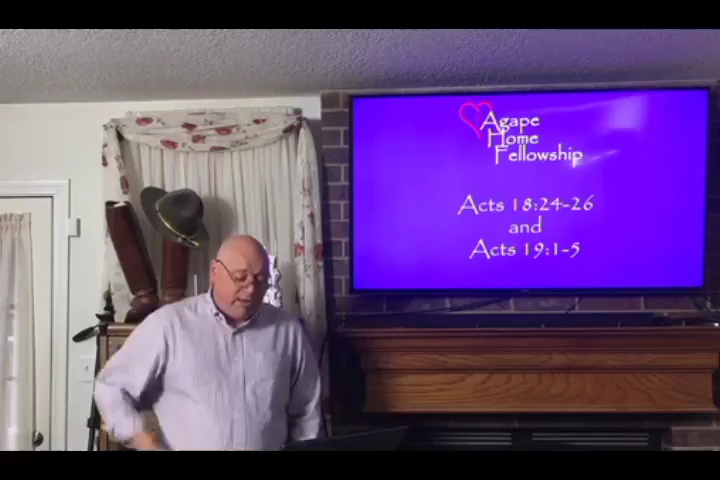 Agape
Home
Fellowship
Acts 18:24-26
and
Acts 19:1-5